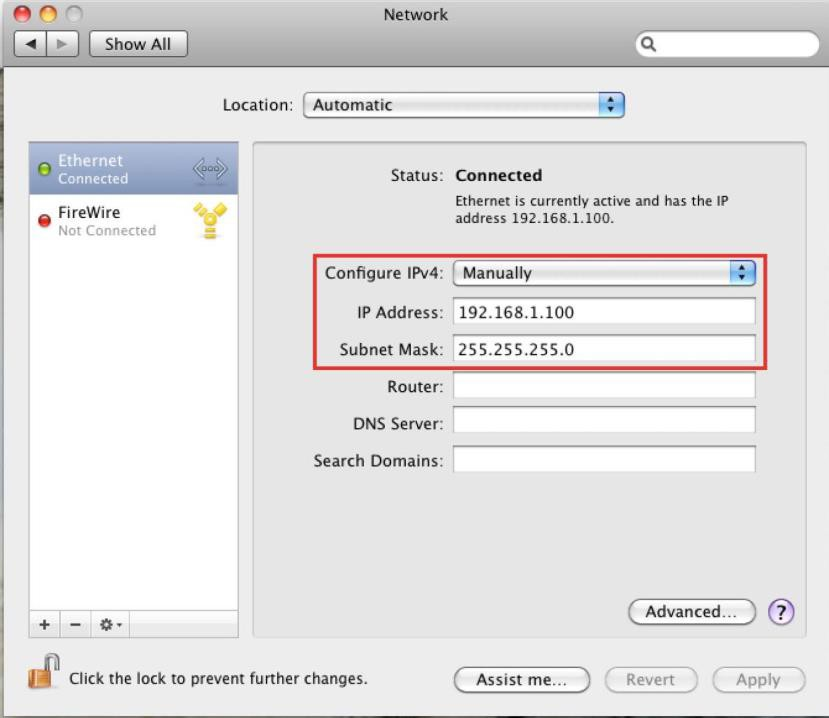 Network
Show All
Location: Automatic
Ethernet
Connected
FireWire
Not Connected
Status: Connected
Ethernet is currently active and has the IP
address 192.168.1.100.
Configure IPv4: Manually
IP Address: 192.168.1.100
Subnet Mask: 255.255.255.0
Router:
DNS Server:
Search Domains:
Advanced... ?
Click the lock to prevent further changes.
Assist me... Revert Apply